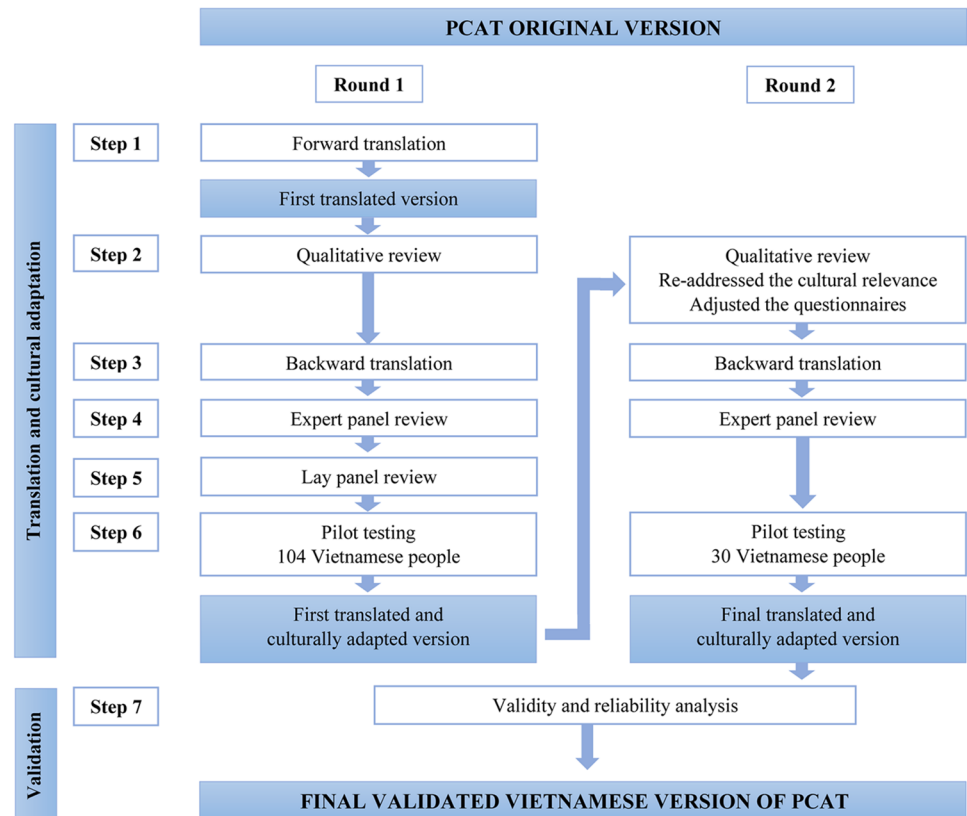 PCAT ORIGINAL VERSION
Round 1
Round 2
Translation and cultural adaptation
Step 1
Forward translation
First translated version
Step 2
Qualitative review
Qualitative review
Re-addressed the cultural relevance
Adjusted the questionnaires
Step 3
Backward translation
Backward translation
Step 4
Expert panel review
Expert panel review
Step 5
Lay panel review
Step 6
Pilot testing
104 Vietnamese people
Pilot testing
30 Vietnamese people
First translated and
culturally adapted version
Final translated and
culturally adapted version
Validation
Step 7
Validity and reliability analysis
FINAL VALIDATED VIETNAMESE VERSION OF PCAT